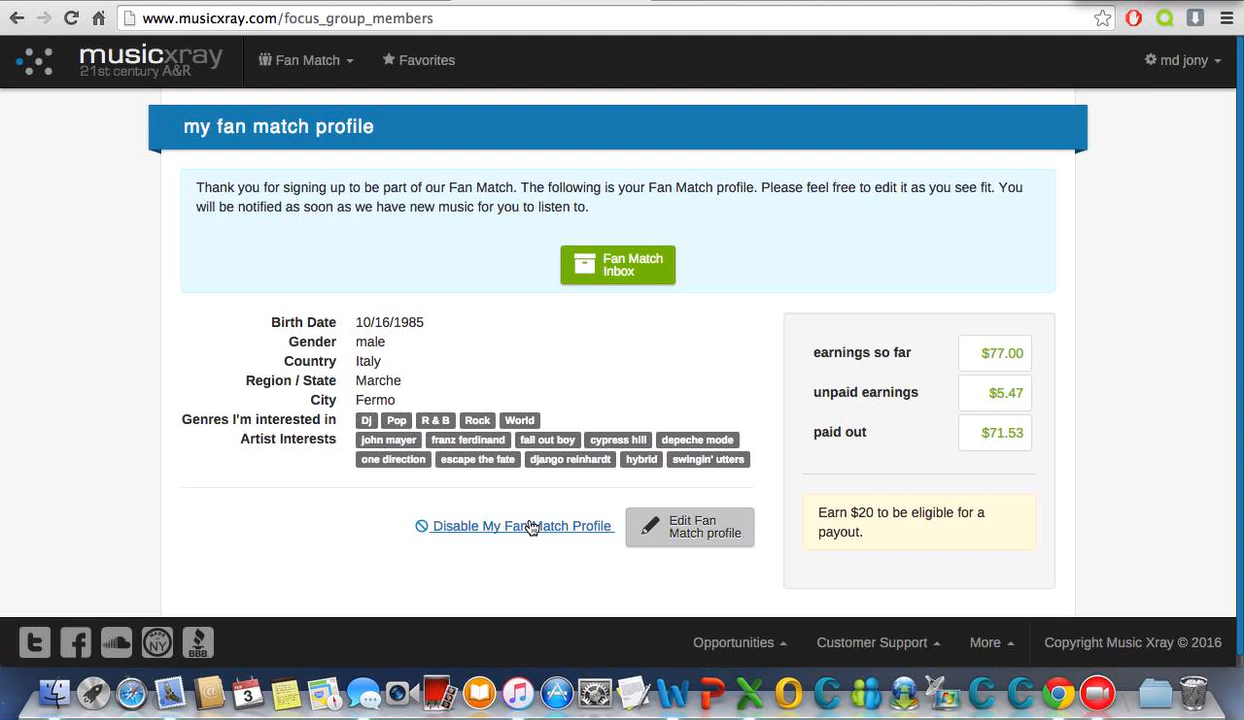 www.musicxray.com/focus_group_members
musicxray
21st century A&R
Fan Match
Favorites
md jony
my fan match profile
Thank you for signing up to be part of our Fan Match. The following is your Fan Match profile. Please feel free to edit it as you see fit. You
will be notified as soon as we have new music for you to listen to.
Fan Match
Inbox
Birth Date 10/16/1985
Gender male
Country Italy
Region / State Marche
City Fermo
Genres I'm interested in Dj Pop R & B Rock World
Artist Interests john mayer franz ferdinand fall out boy cypress hill depeche mode
one direction escape the fate django reinhardt hybrid swingin' utters
Disable My Fan Match Profile
Edit Fan
Match profile
earnings so far $77.00
unpaid earnings $5.47
paid out $71.53
Earn $20 to be eligible for a
payout.
MADE IN NY
BBB
Opportunities
Customer Support
More
Copyright Music Xray © 2016
3